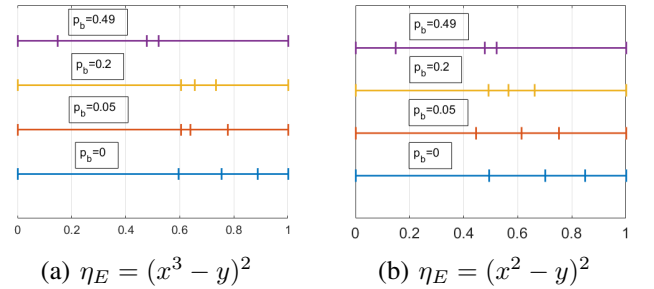 p_b=0.49
p_b=0.2
p_b=0.05
p_b=0
0 0.2 0.4 0.6 0.8 1
(a) η_E = (x³ − y)²
p_b=0.49
p_b=0.2
p_b=0.05
p_b=0
0 0.2 0.4 0.6 0.8 1
(b) η_E = (x² − y)²